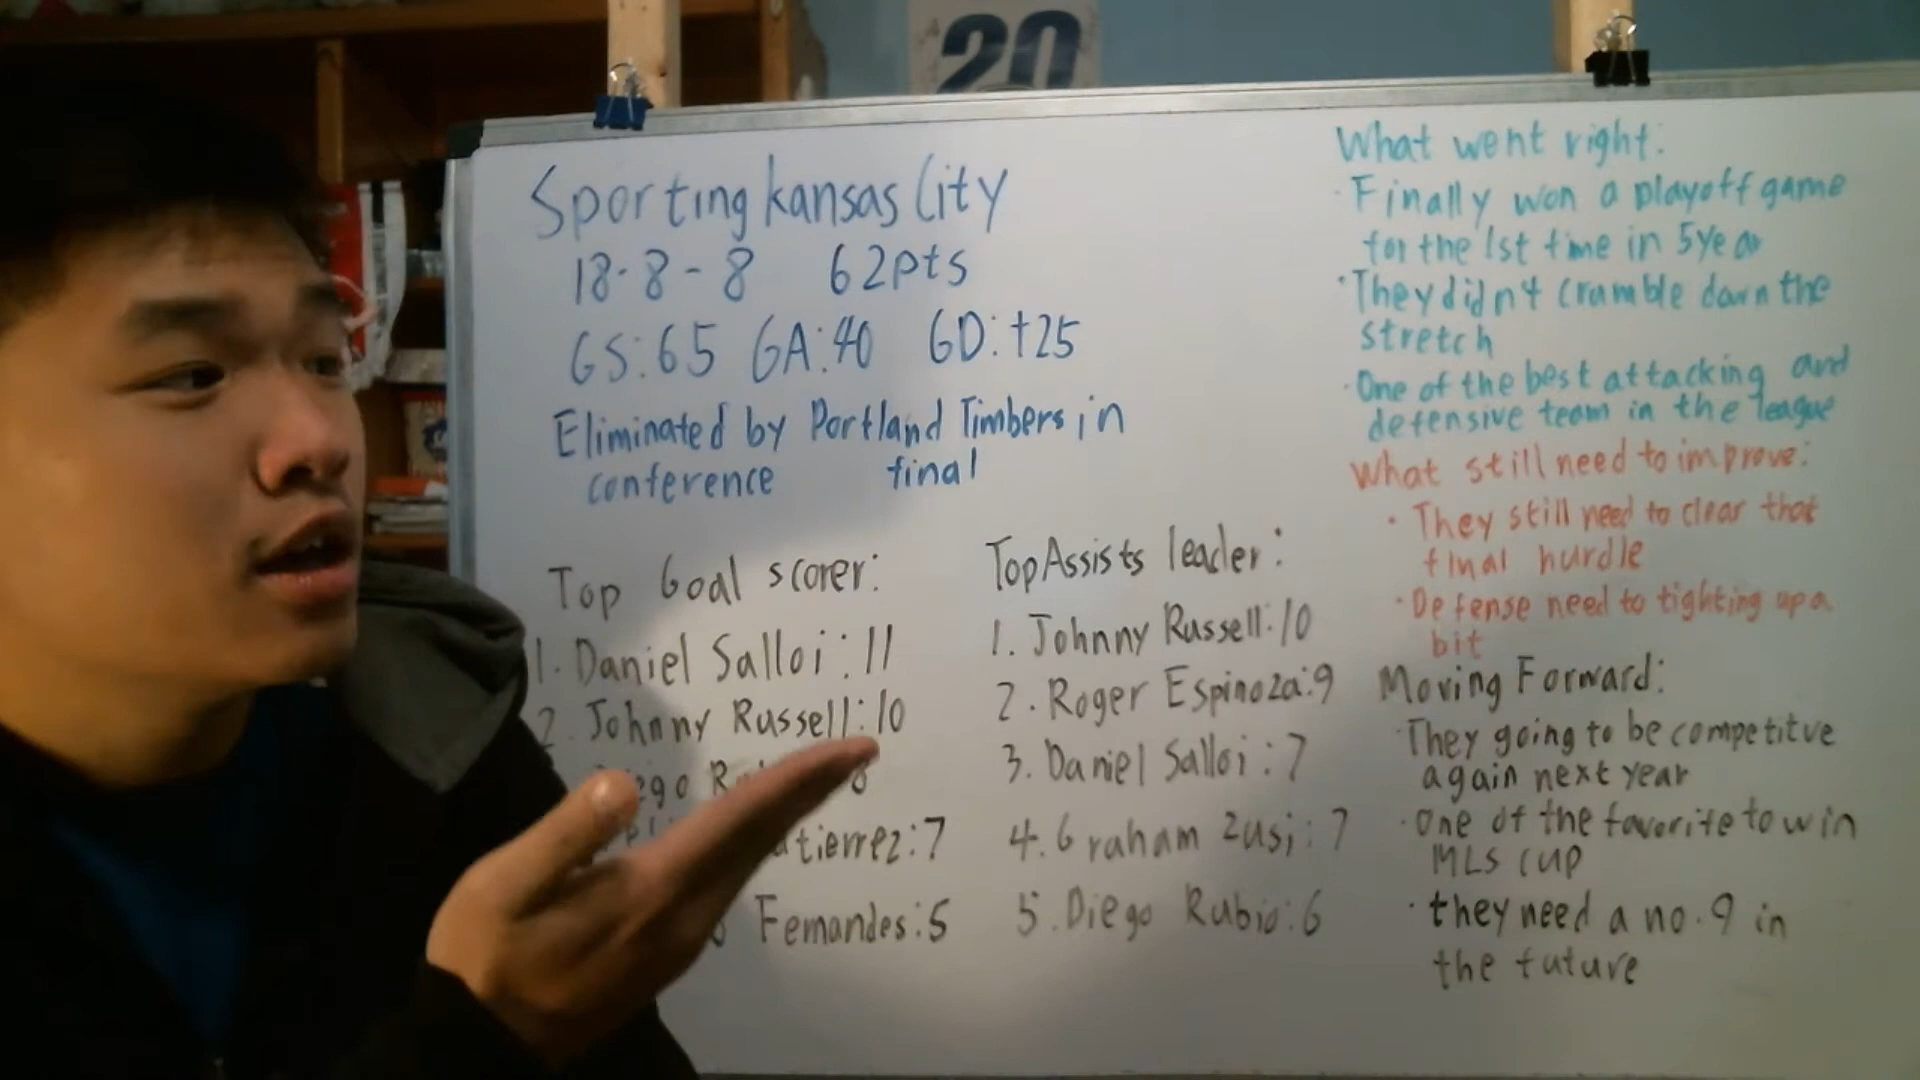 20
Sporting kansas City
18-8-8 62pts
GS:65 GA:40 GD:+25
Eliminated by Portland Timbers in
conference final
Top Goal scorer:
1. Daniel Salloi: 11
2. Johnny Russell: 10
8
tierrez: 7
Fernandes: 5
Top Assists leader:
1. Johnny Russell: 10
2. Roger Espinoza: 9
3. Daniel Salloi: 7
4. Graham Zusi: 7
5. Diego Rubio: 6
What went right:
· Finally won a playoff game
for the 1st time in 5 year
· They didn't crumble down the
stretch
· One of the best attacking and
defensive team in the league
What still need to improve:
· They still need to clear that
final hurdle
· Defense need to tighting up a
bit
Moving Forward:
· They going to be competitve
again next year
· One of the favorite to win
MLS cup
· they need a no. 9 in
the future